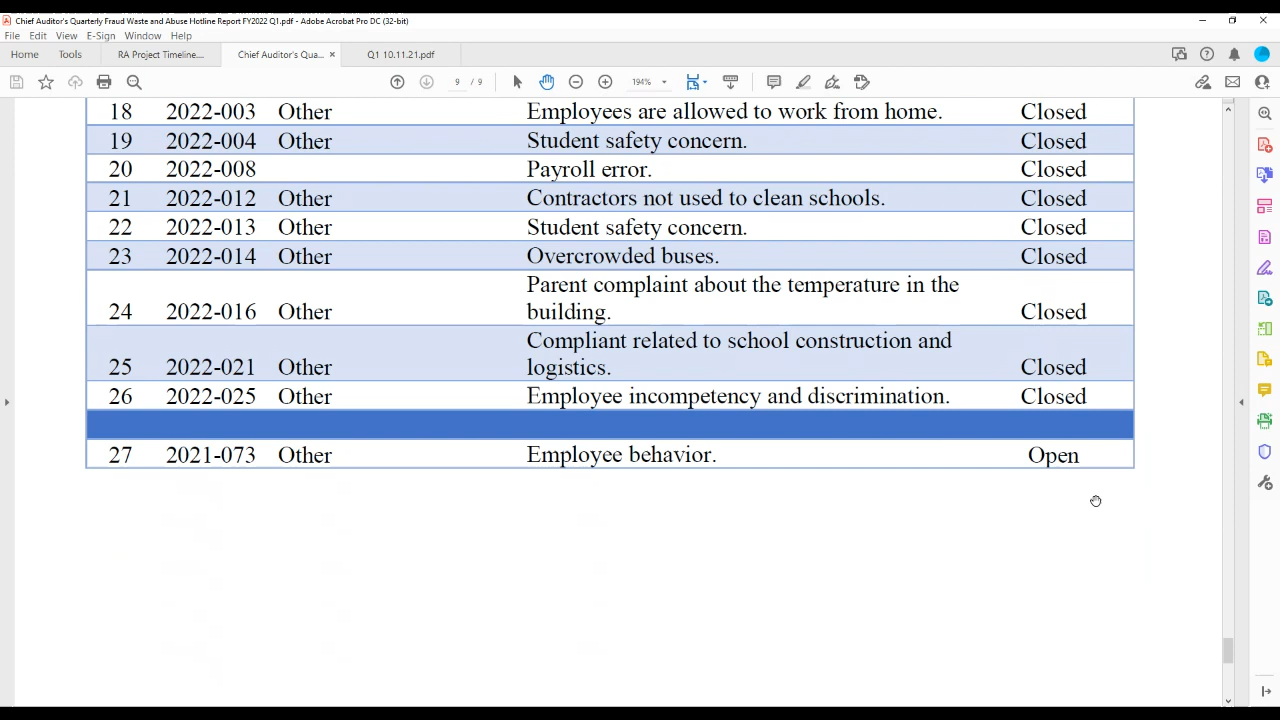 Chief Auditor's Quarterly Fraud Waste and Abuse Hotline Report FY2022 Q1.pdf - Adobe Acrobat Pro DC (32-bit)
File Edit View E-Sign Window Help
Home Tools RA Project Timeline.... Chief Auditor's Qua... × Q1 10.11.21.pdf
9 / 9 194%
18 2022-003 Other Employees are allowed to work from home. Closed
19 2022-004 Other Student safety concern. Closed
20 2022-008 Payroll error. Closed
21 2022-012 Other Contractors not used to clean schools. Closed
22 2022-013 Other Student safety concern. Closed
23 2022-014 Other Overcrowded buses. Closed
Parent complaint about the temperature in the
24 2022-016 Other building. Closed
Compliant related to school construction and
25 2022-021 Other logistics. Closed
26 2022-025 Other Employee incompetency and discrimination. Closed
27 2021-073 Other Employee behavior. Open